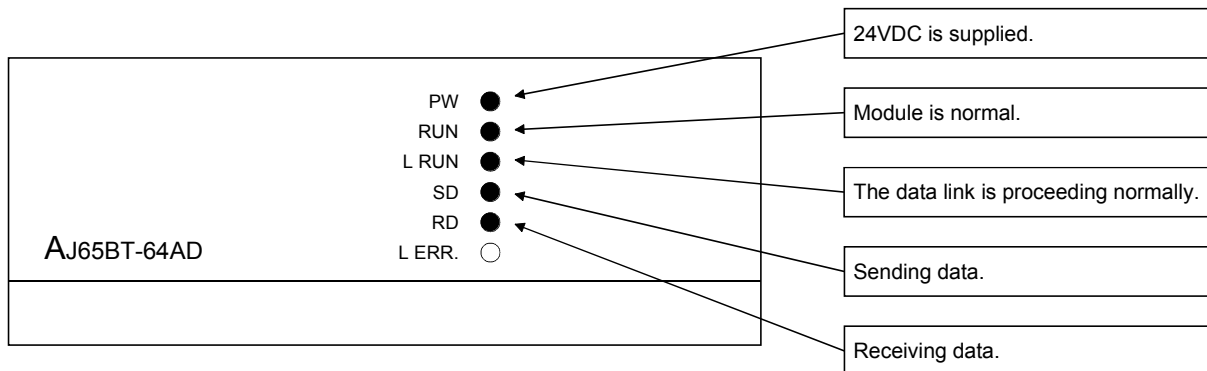 24VDC is supplied.
PW
Module is normal.
RUN
L RUN
The data link is proceeding normally.
SD
RD
AJ65BT-64AD
L ERR.
Sending data.
Receiving data.